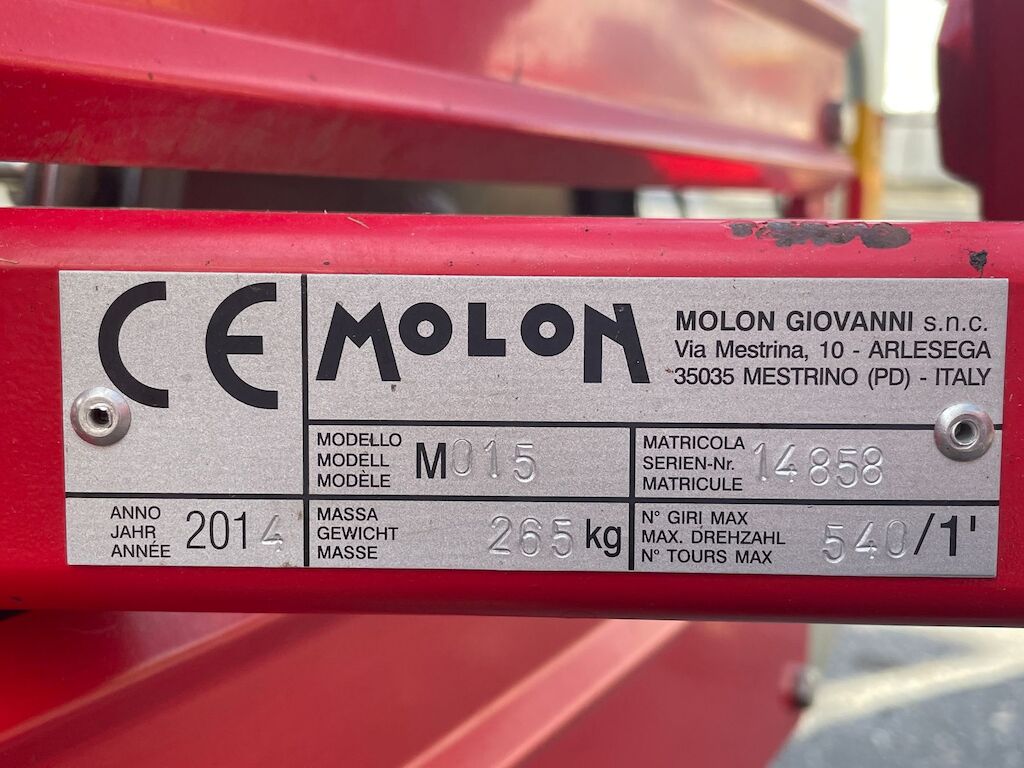 CE
MOLON
MOLON GIOVANNI s.n.c.
Via Mestrina, 10 - ARLESEGA
35035 MESTRINO (PD) - ITALY
MODELLO
MODELL
MODÈLE
M015
MATRICOLA
SERIEN-Nr.
MATRICULE
14858
ANNO
JAHR
ANNÉE
2014
MASSA
GEWICHT
MASSE
265 kg
N° GIRI MAX
MAX. DREHZAHL
N° TOURS MAX
540/1'